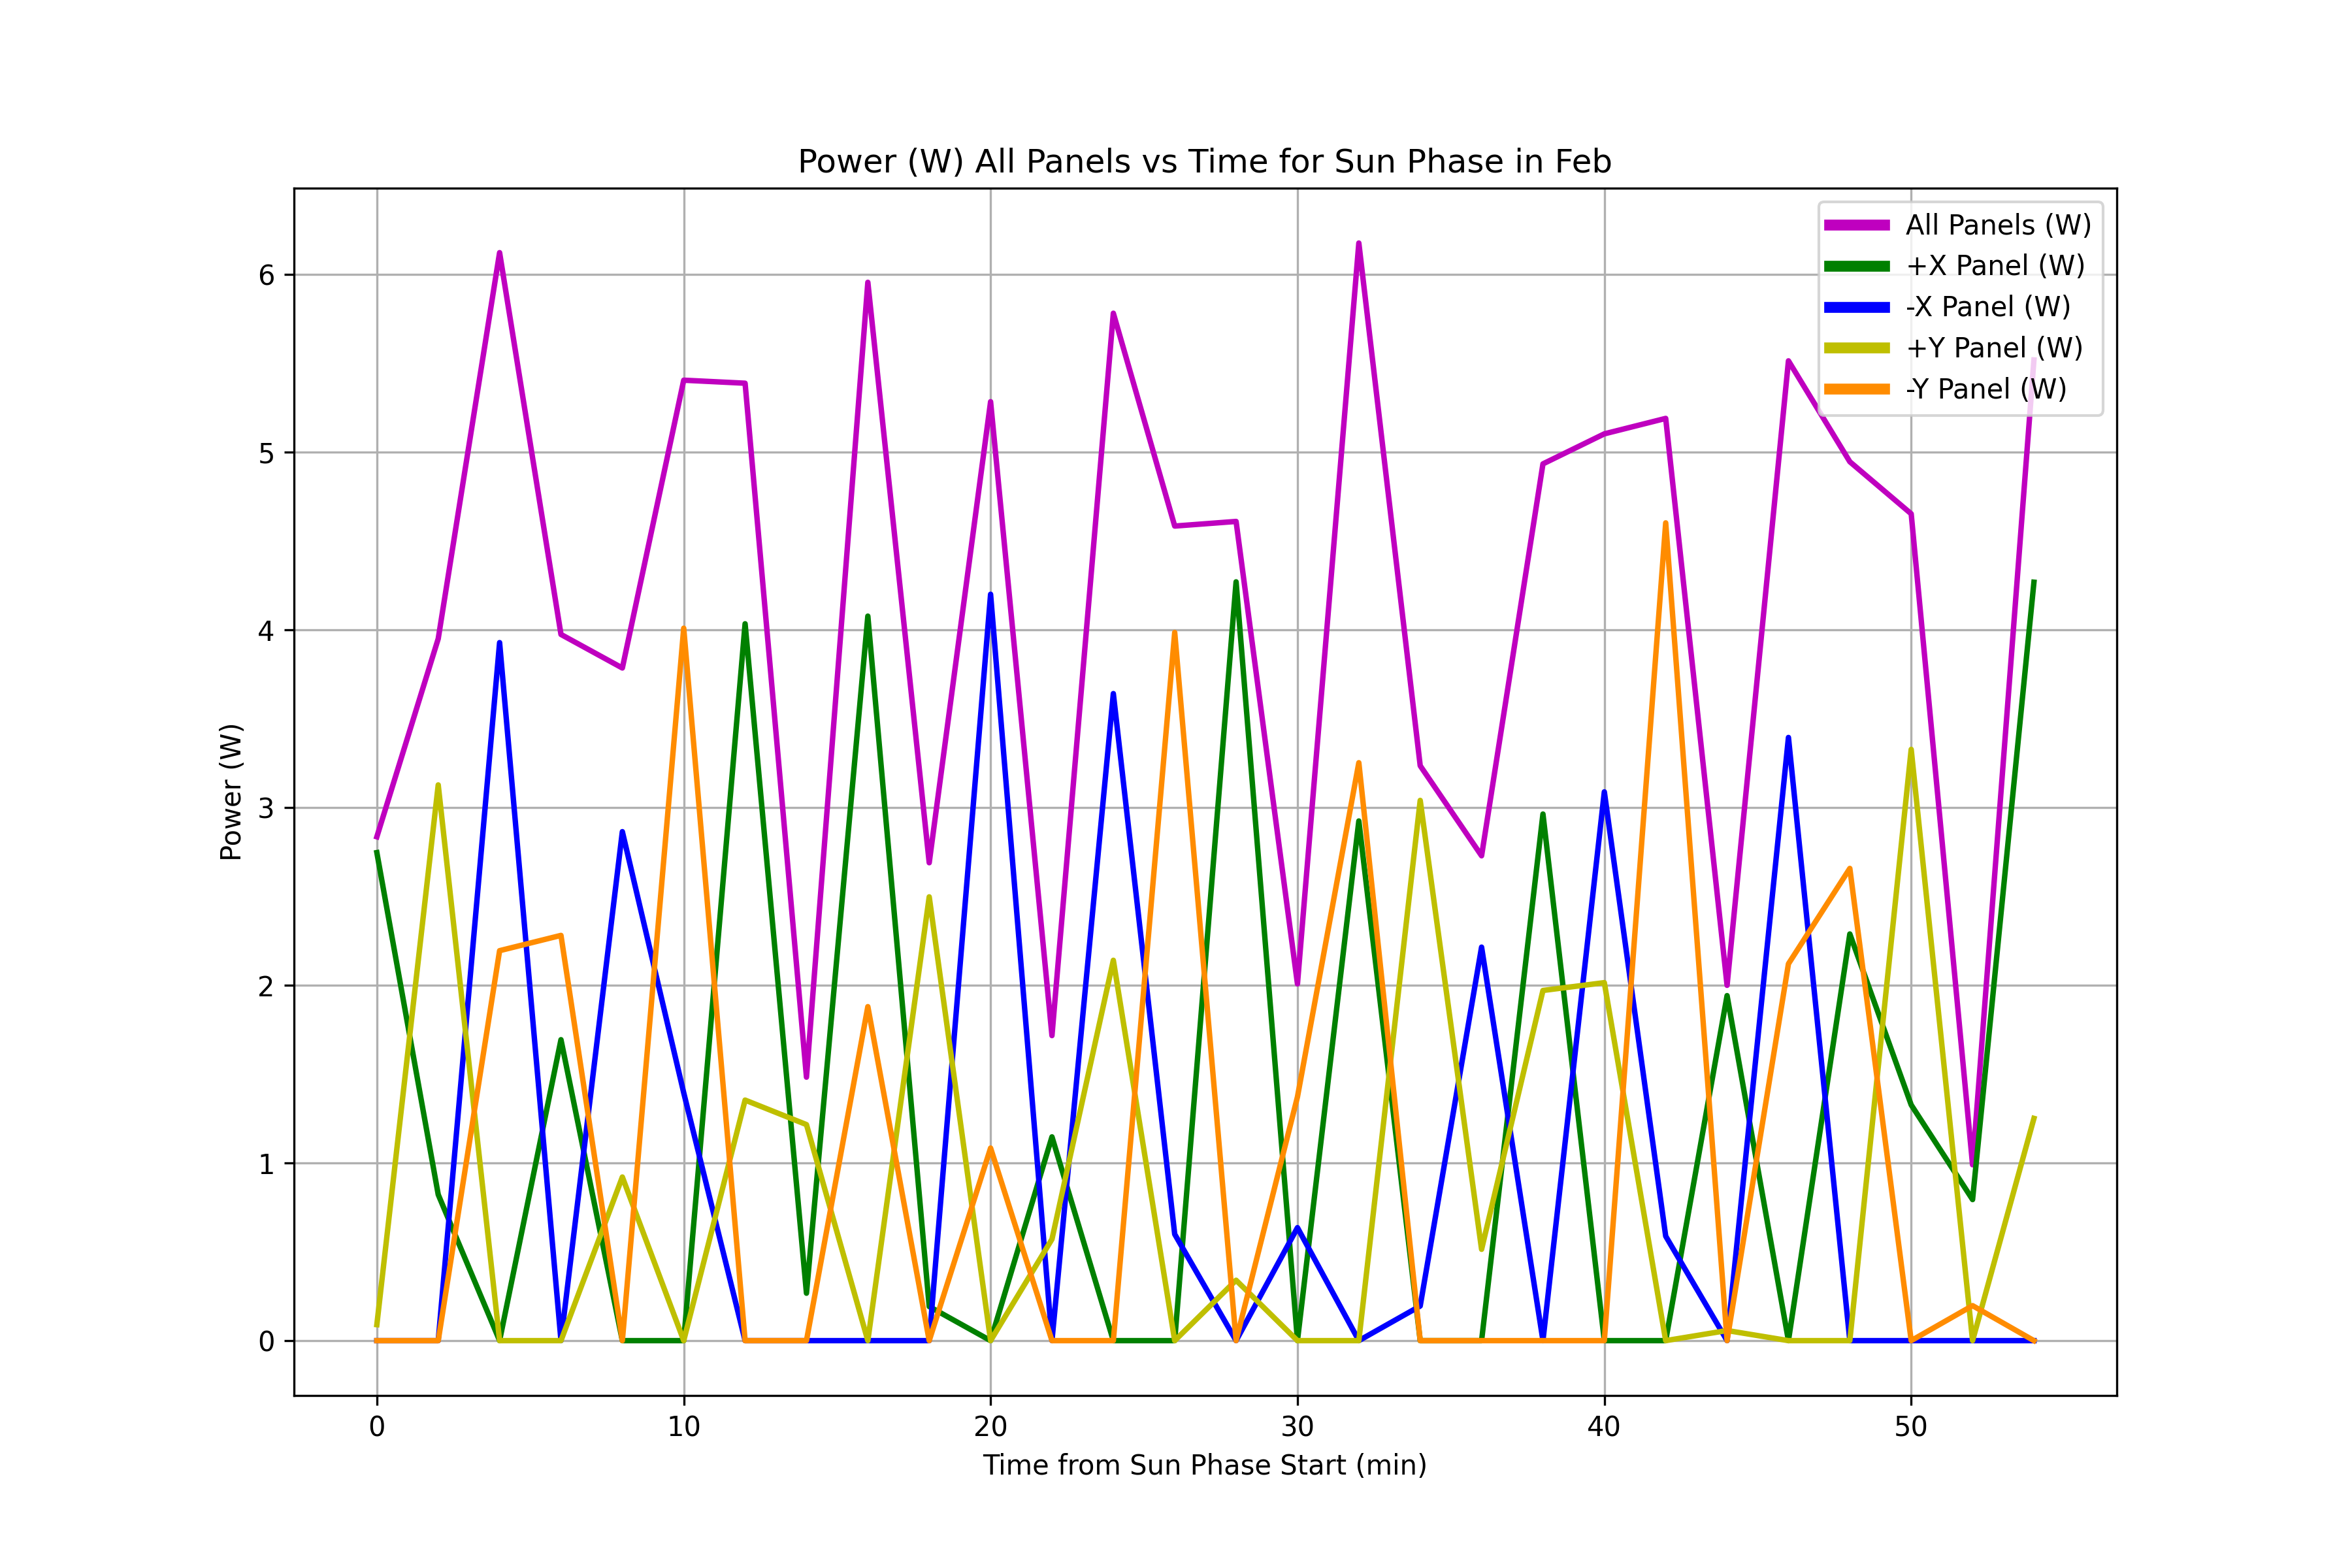 Power (W) All Panels vs Time for Sun Phase in Feb
All Panels (W)
+X Panel (W)
-X Panel (W)
+Y Panel (W)
-Y Panel (W)
6
5
4
3
2
1
0
Power (W)
0 10 20 30 40 50
Time from Sun Phase Start (min)